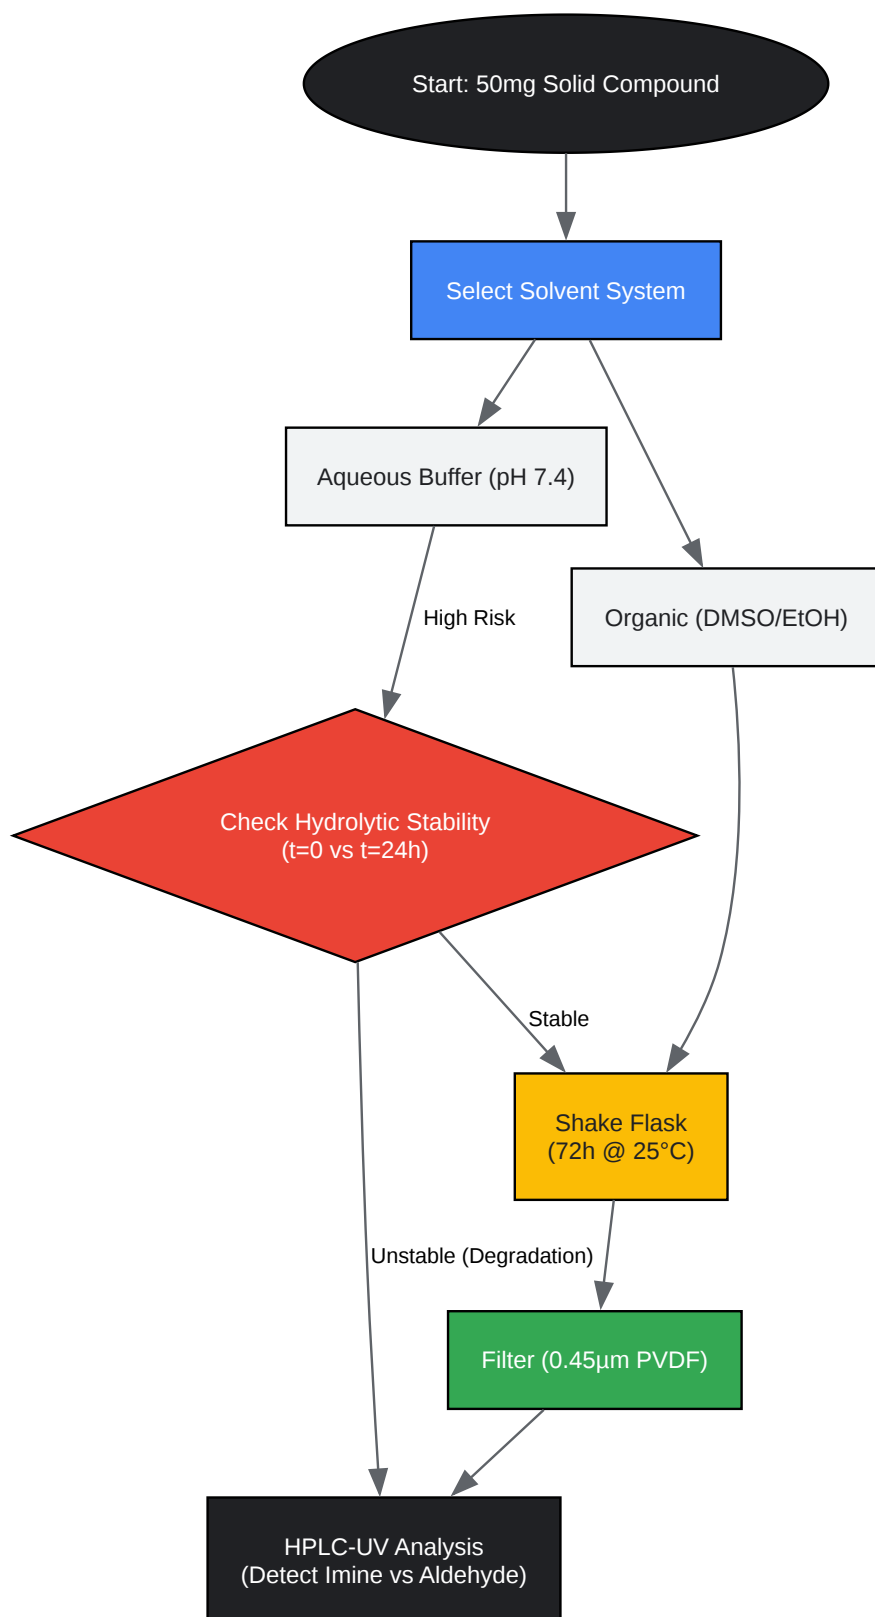 Start: 50mg Solid Compound
Select Solvent System
Aqueous Buffer (pH 7.4)
High Risk
Organic (DMSO/EtOH)
Check Hydrolytic Stability
(t=0 vs t=24h)
Stable
Shake Flask
(72h @ 25°C)
Unstable (Degradation)
Filter (0.45µm PVDF)
HPLC-UV Analysis
(Detect Imine vs Aldehyde)